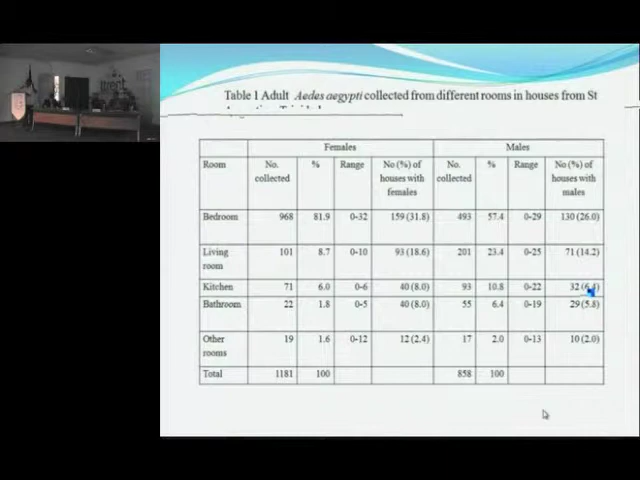 Table 1 Adult Aedes aegypti collected from different rooms in houses from St
Females Males
Room No. collected % Range No (%) of houses with females No. collected % Range No (%) of houses with males
Bedroom 968 81.9 0-32 159 (31.8) 493 57.4 0-29 130 (26.0)
Living room 101 8.7 0-10 93 (18.6) 201 23.4 0-25 71 (14.2)
Kitchen 71 6.0 0-6 40 (8.0) 93 10.8 0-22 32
Bathroom 22 1.8 0-5 40 (8.0) 55 6.4 0-19 29 (5.8)
Other rooms 19 1.6 0-12 12 (2.4) 17 2.0 0-13 10 (2.0)
Total 1181 100 858 100